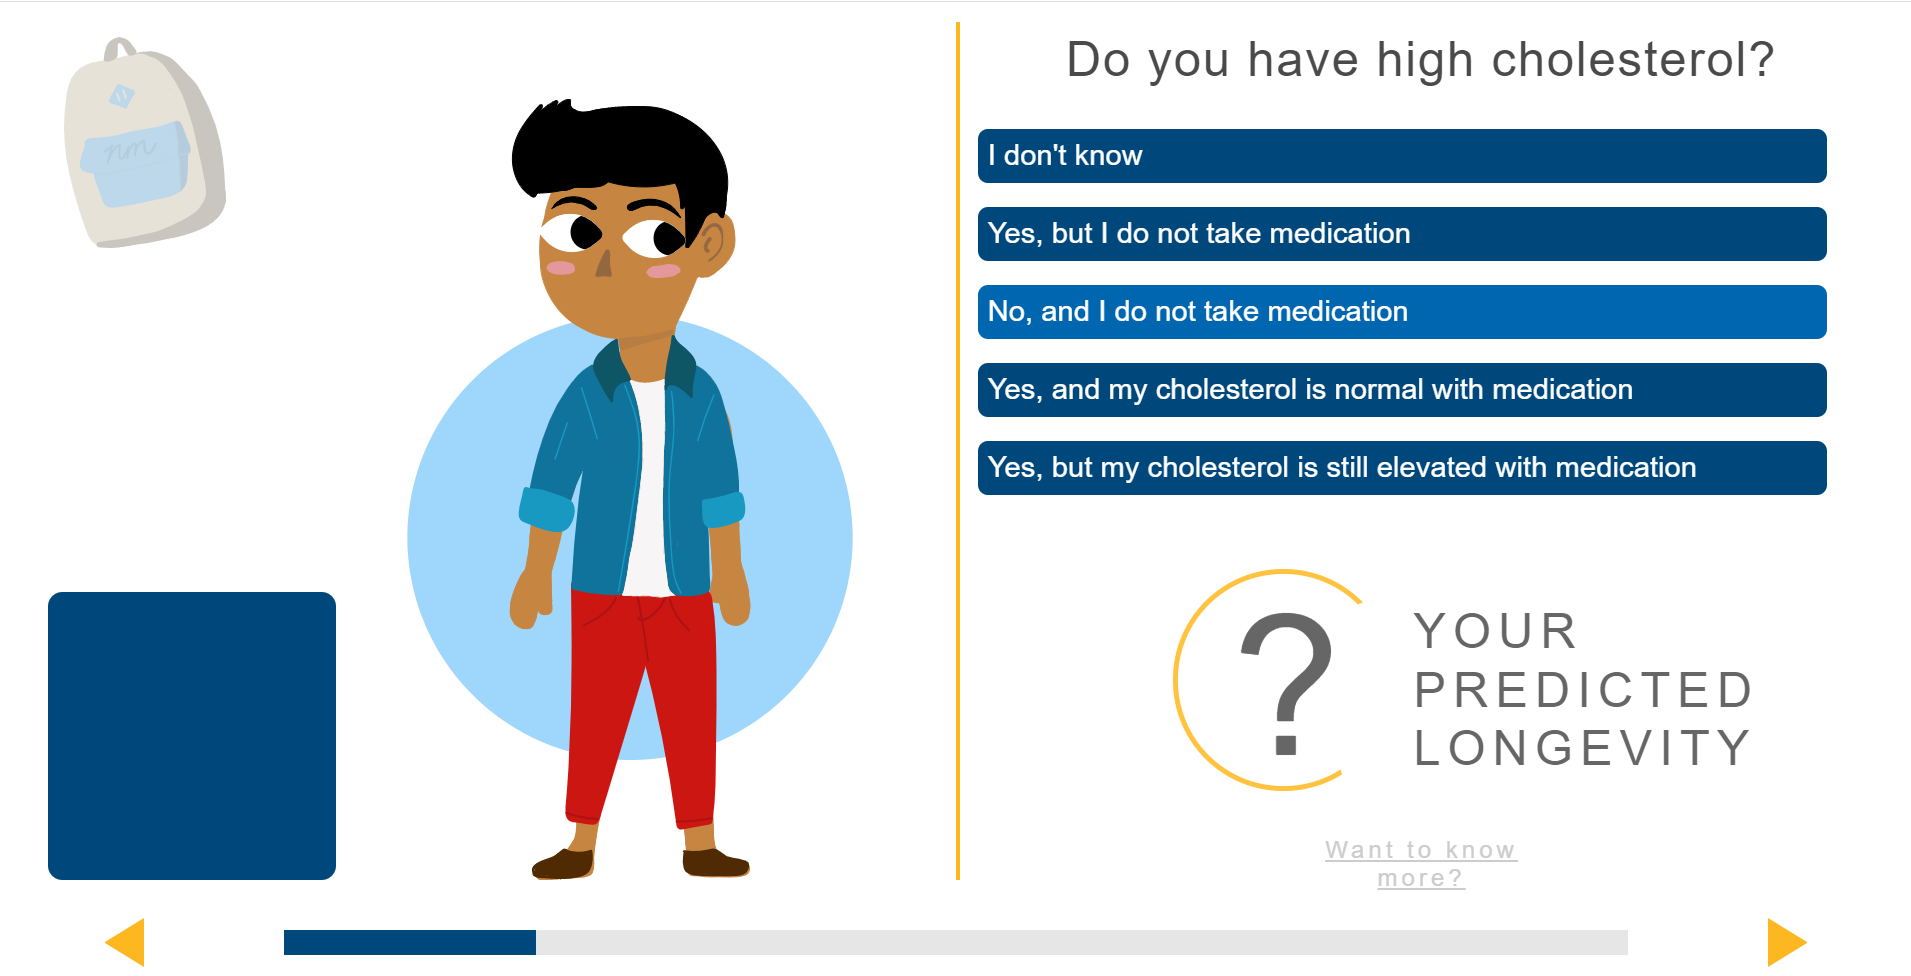 nm
Do you have high cholesterol?
I don't know
Yes, but I do not take medication
No, and I do not take medication
Yes, and my cholesterol is normal with medication
Yes, but my cholesterol is still elevated with medication
?
YOUR
PREDICTED
LONGEVITY
Want to know
more?